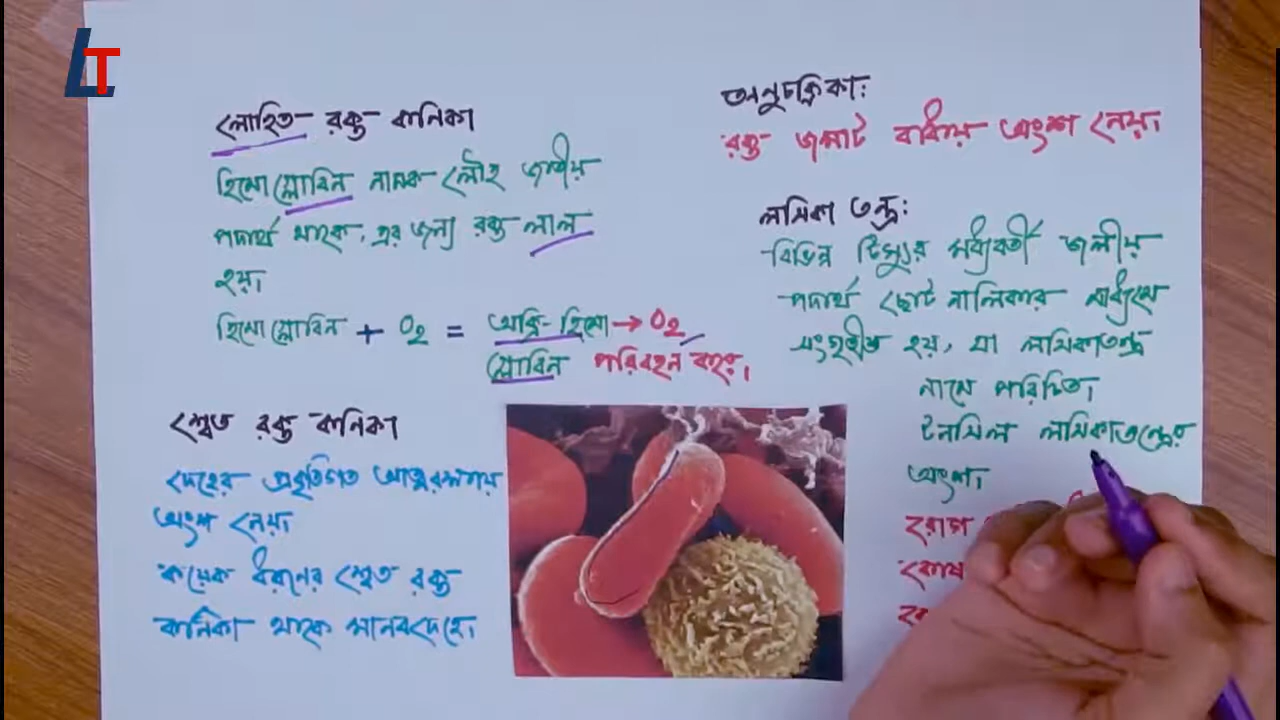 LT
লোহিত রক্ত কনিকা
হিমোগ্লোবিন নামক লৌহ জাতীয়
পদার্থ থাকে, এর জন্য রক্ত লাল
হয়।
হিমোগ্লোবিন + O₂ = অক্সি-হিমো → O₂
গ্লোবিন পরিবহন করে।
শ্বেত রক্ত কনিকা
দেহের প্রকৃতিগত আত্মরক্ষায়
অংশ নেয়।
কয়েক ধরনের শ্বেত রক্ত
কনিকা থাকে মানবদেহে।
অনুচক্রিকা:
রক্ত জমাট বাধায় অংশ নেয়।
লসিকা তন্ত্র:
বিভিন্ন টিস্যুর মধ্যবর্তী জলীয়
পদার্থ ছোট নালিকার মাধ্যমে
সংগৃহীত হয়, যা লসিকাতন্ত্র
নামে পরিচিত।
টনসিল লসিকাতন্ত্রের
অংশ।
রোগ
কোষ